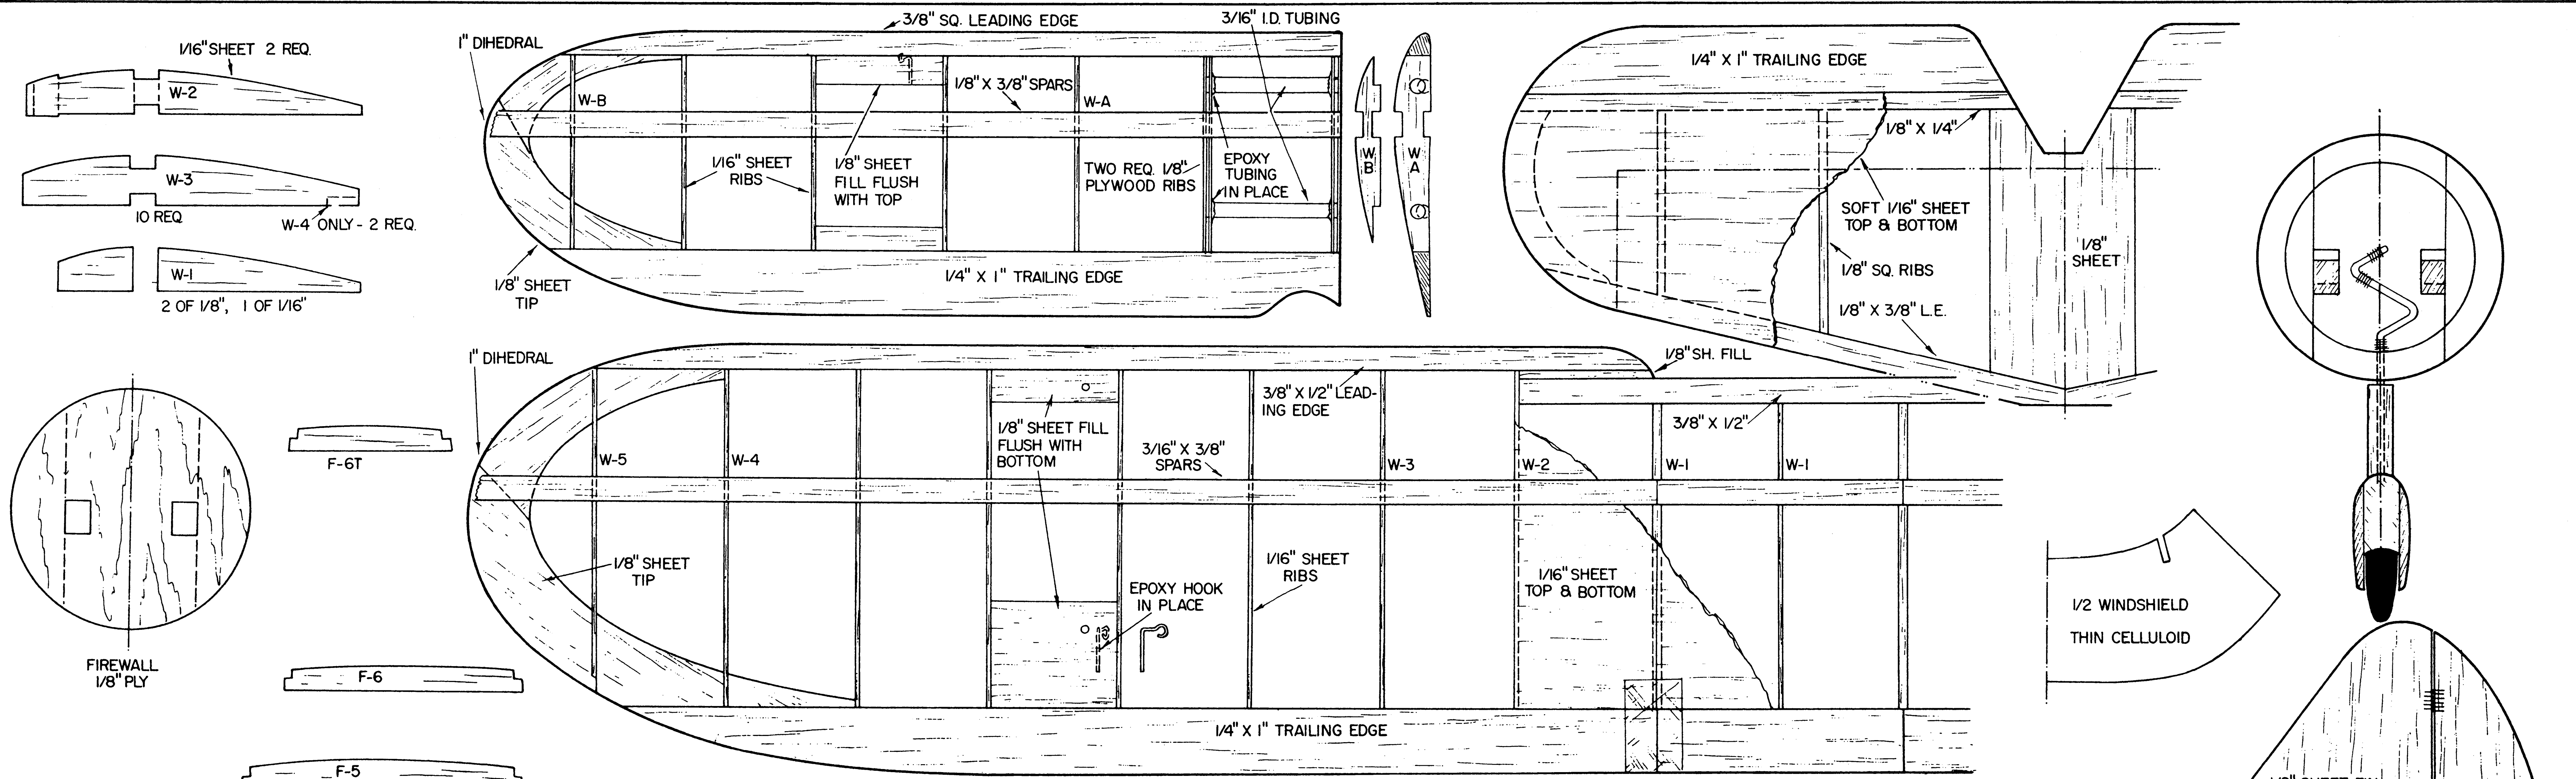 1/16" SHEET 2 REQ.
W-2
W-3
10 REQ
W-4 ONLY - 2 REQ.
W-1
2 OF 1/8", 1 OF 1/16"
FIREWALL
1/8" PLY
F-6T
F-6
F-5
1" DIHEDRAL
3/8" SQ. LEADING EDGE
3/16" I.D. TUBING
W-B
1/8" X 3/8" SPARS
W-A
1/16" SHEET
RIBS
1/8" SHEET
FILL FLUSH
WITH TOP
TWO REQ. 1/8"
PLYWOOD RIBS
EPOXY
TUBING
IN PLACE
1/8" SHEET
TIP
1/4" X 1" TRAILING EDGE
W
B
W
A
1/4" X 1" TRAILING EDGE
1/8" X 1/4"
SOFT 1/16" SHEET
TOP & BOTTOM
1/8" SQ. RIBS
1/8" X 3/8" L.E.
1/8"
SHEET
1" DIHEDRAL
1/8" SH. FILL
3/8" X 1/2" LEAD-
ING EDGE
3/8" X 1/2"
1/8" SHEET FILL
FLUSH WITH
BOTTOM
3/16" X 3/8"
SPARS
W-5
W-4
W-3
W-2
W-1
W-1
1/8" SHEET
TIP
EPOXY HOOK
IN PLACE
1/16" SHEET
RIBS
1/16" SHEET
TOP & BOTTOM
1/4" X 1" TRAILING EDGE
1/2 WINDSHIELD
THIN CELLULOID